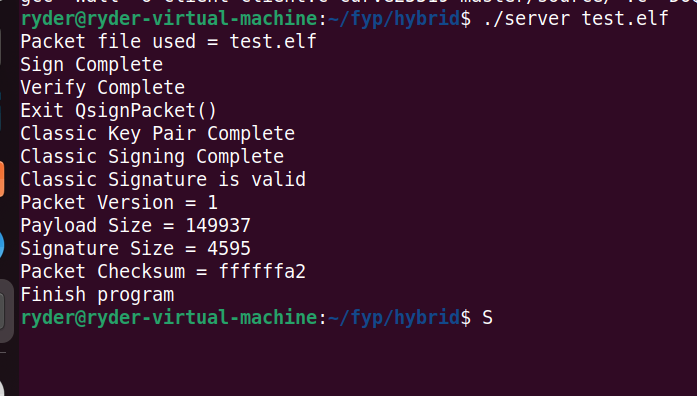 ryder@ryder-virtual-machine:~/fyp/hybrid$ ./server test.elf
Packet file used = test.elf
Sign Complete
Verify Complete
Exit QsignPacket()
Classic Key Pair Complete
Classic Signing Complete
Classic Signature is valid
Packet Version = 1
Payload Size = 149937
Signature Size = 4595
Packet Checksum = ffffffa2
Finish program
ryder@ryder-virtual-machine:~/fyp/hybrid$ S